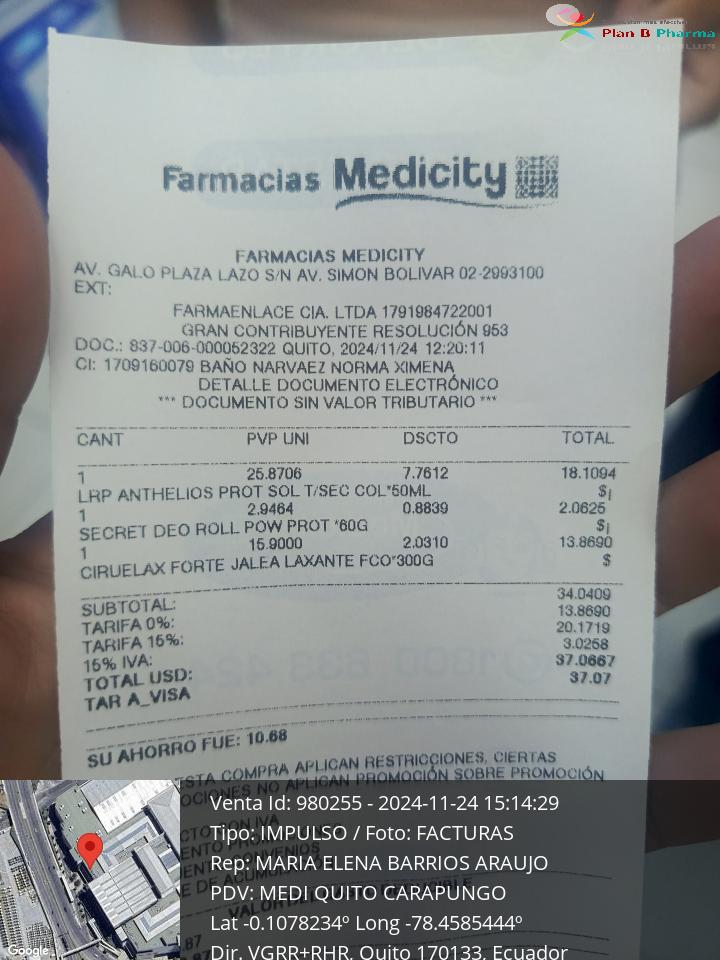 Plan B Pharma
Farmacias Medicity
FARMACIAS MEDICITY
AV. GALO PLAZA LAZO S/N AV. SIMON BOLIVAR 02-2993100
EXT:
FARMAENLACE CIA. LTDA 1791984722001
GRAN CONTRIBUYENTE RESOLUCIÓN 953
DOC.: 837-006-000052322 QUITO, 2024/11/24 12:20:11
CI: 1709160079 BAÑO NARVAEZ NORMA XIMENA
DETALLE DOCUMENTO ELECTRÓNICO
*** DOCUMENTO SIN VALOR TRIBUTARIO ***
CANT PVP UNI DSCTO TOTAL
1 25.8706 7.7612 18.1094
LRP ANTHELIOS PROT SOL T/SEC COL*50ML $¡
1 2.9464 0.8839 2.0625
SECRET DEO ROLL POW PROT *60G $¡
1 15.9000 2.0310 13.8690
CIRUELAX FORTE JALEA LAXANTE FCO*300G $
SUBTOTAL: 34.0409
TARIFA 0%: 13.8690
TARIFA 15%: 20.1719
15% IVA: 3.0258
TOTAL USD: 37.0667
TAR A_VISA 37.07
SU AHORRO FUE: 10.68
ESTA COMPRA APLICAN RESTRICCIONES, CIERTAS
OCIONES NO APLICAN PROMOCIÓN SOBRE PROMOCIÓN
Venta Id: 980255 - 2024-11-24 15:14:29
Tipo: IMPULSO / Foto: FACTURAS
Rep: MARIA ELENA BARRIOS ARAUJO
PDV: MEDI QUITO CARAPUNGO
Lat -0.1078234º Long -78.4585444º
Dir. VGRR+RHR, Quito 170133, Ecuador
Google